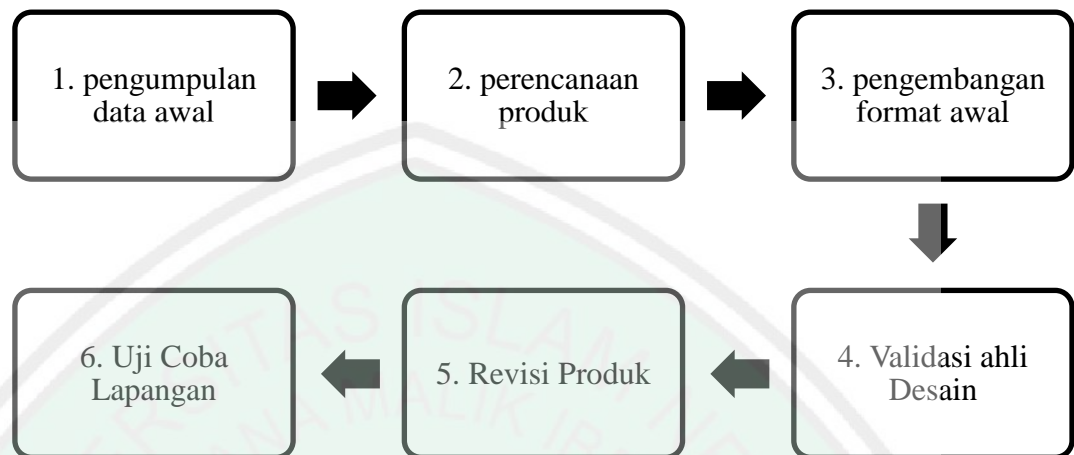 1. pengumpulan
data awal
2. perencanaan
produk
3. pengembangan
format awal
4. Validasi ahli
Desain
5. Revisi Produk
6. Uji Coba
Lapangan